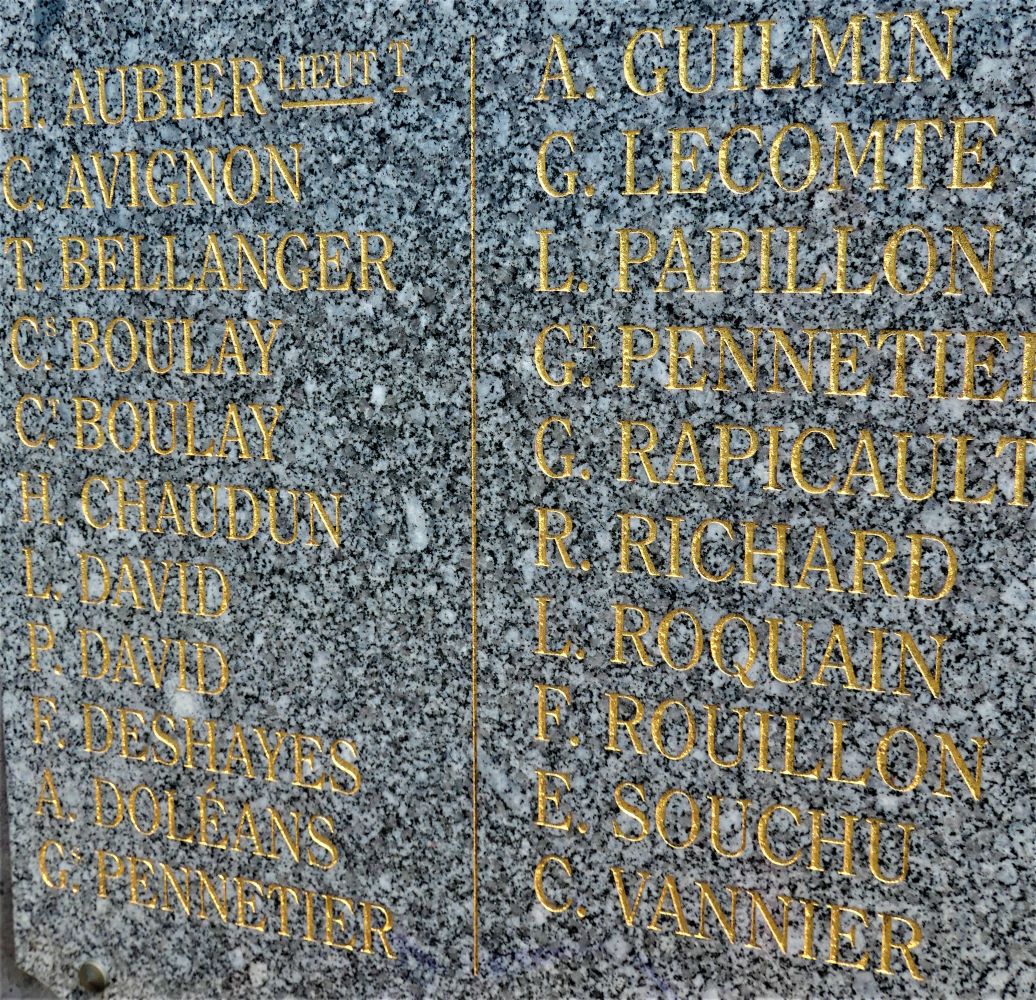 H. AUBIER LIEUT T
C. AVIGNON
T. BELLANGER
CS. BOULAY
CT. BOULAY
H. CHAUDUN
L. DAVID
P. DAVID
F. DESHAYES
A. DOLÉANS
GS. PENNETIER
A. GUILMIN
G. LECOMTE
L. PAPILLON
GE. PENNETIER
G. RAPICAULT
R. RICHARD
L. ROQUAIN
F. ROUILLON
E. SOUCHU
C. VANNIER